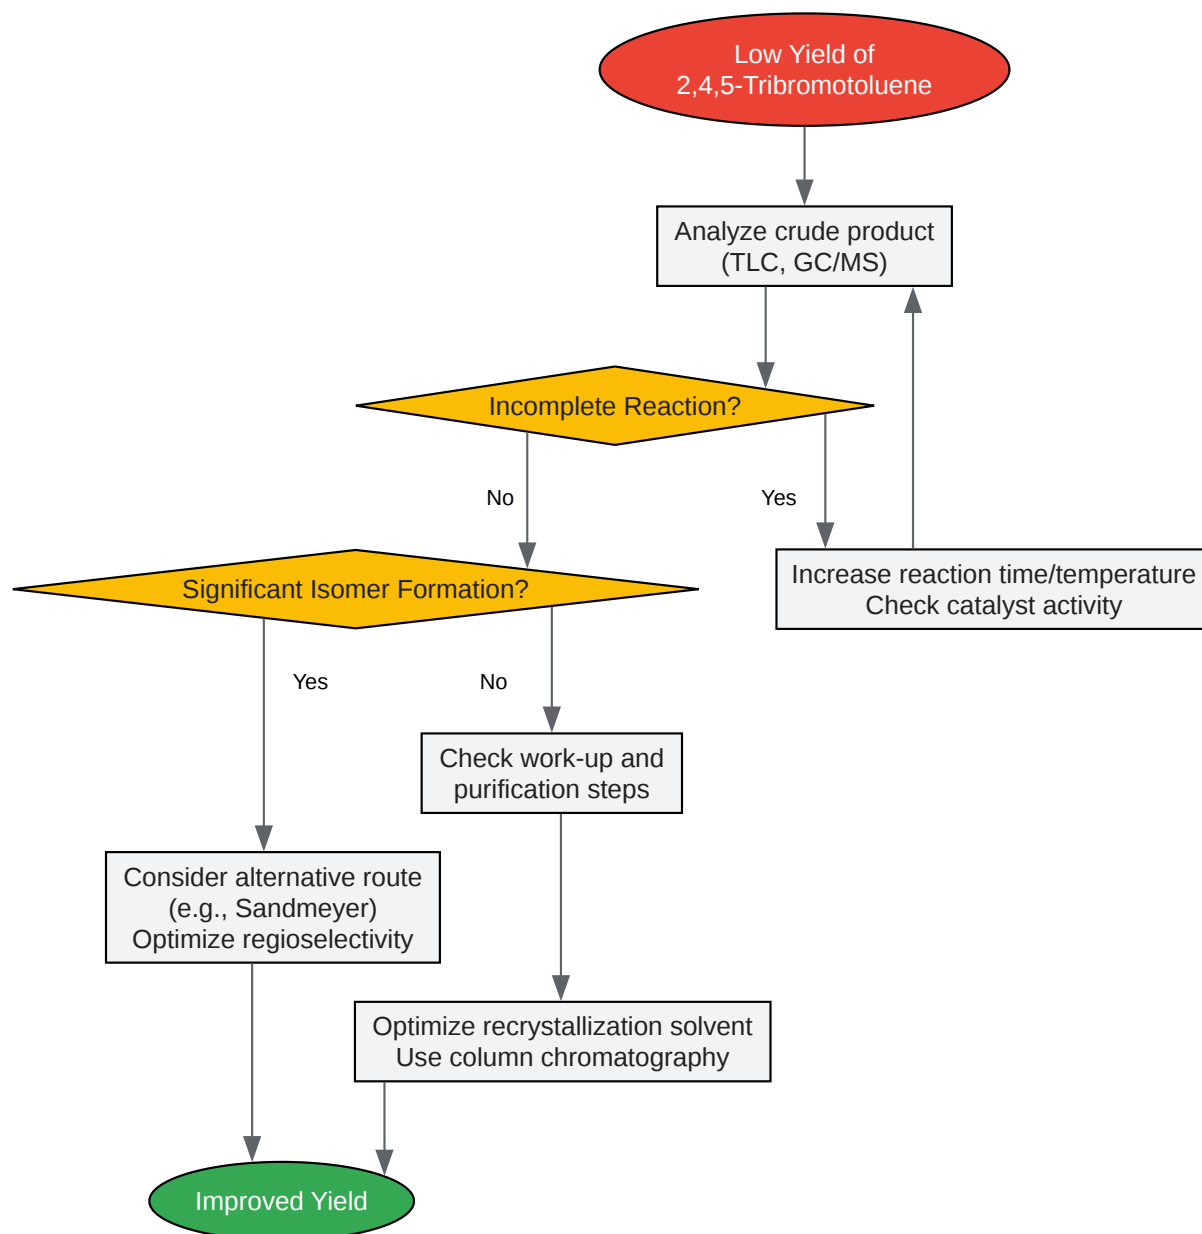 Low Yield of
2,4,5-Tribromotoluene
Analyze crude product
(TLC, GC/MS)
Incomplete Reaction?
No
Yes
Significant Isomer Formation?
Increase reaction time/temperature
Check catalyst activity
Yes
No
Check work-up and
purification steps
Consider alternative route
(e.g., Sandmeyer)
Optimize regioselectivity
Optimize recrystallization solvent
Use column chromatography
Improved Yield